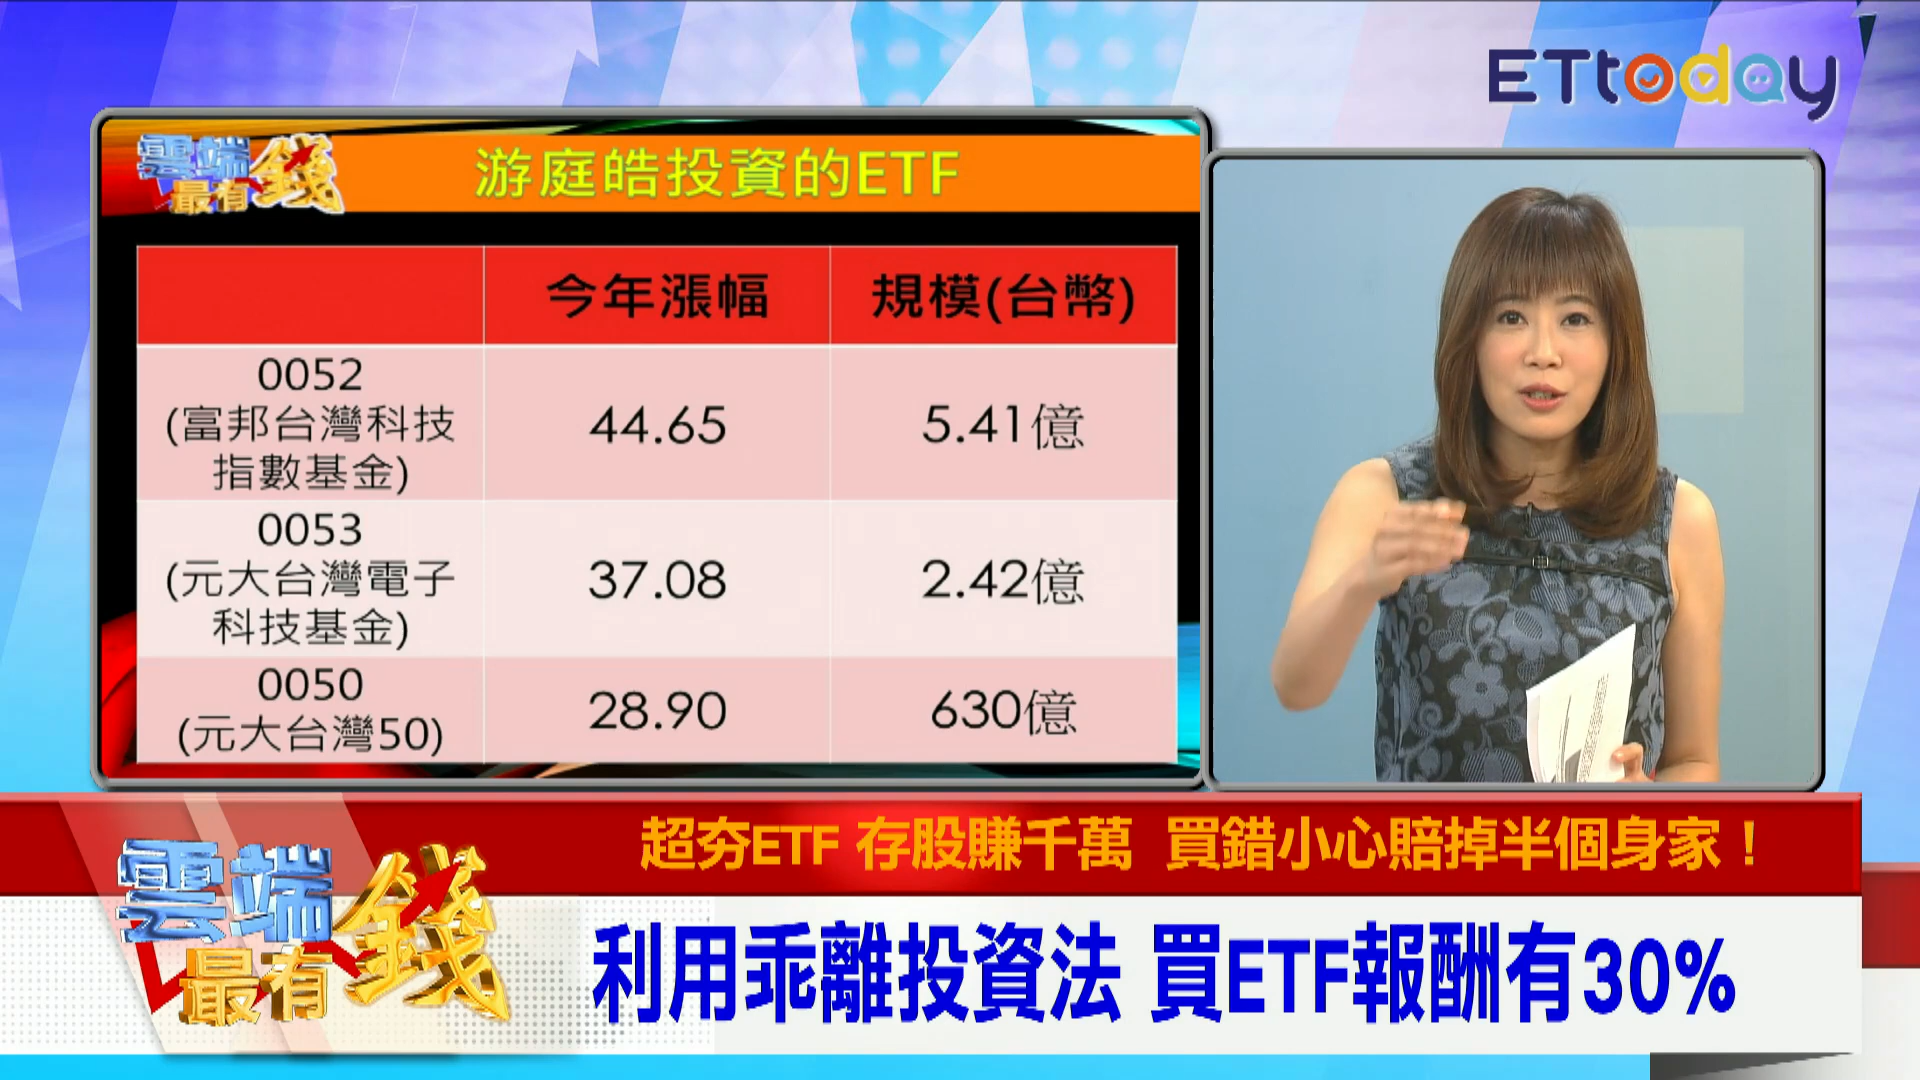 ETtoday
雲端
最有錢
游庭皓投資的ETF
今年漲幅
規模(台幣)
0052
(富邦台灣科技
指數基金)
44.65
5.41億
0053
(元大台灣電子
科技基金)
37.08
2.42億
0050
(元大台灣50)
28.90
630億
超夯ETF 存股賺千萬 買錯小心賠掉半個身家！
雲端
最有錢
利用乖離投資法 買ETF報酬有30%